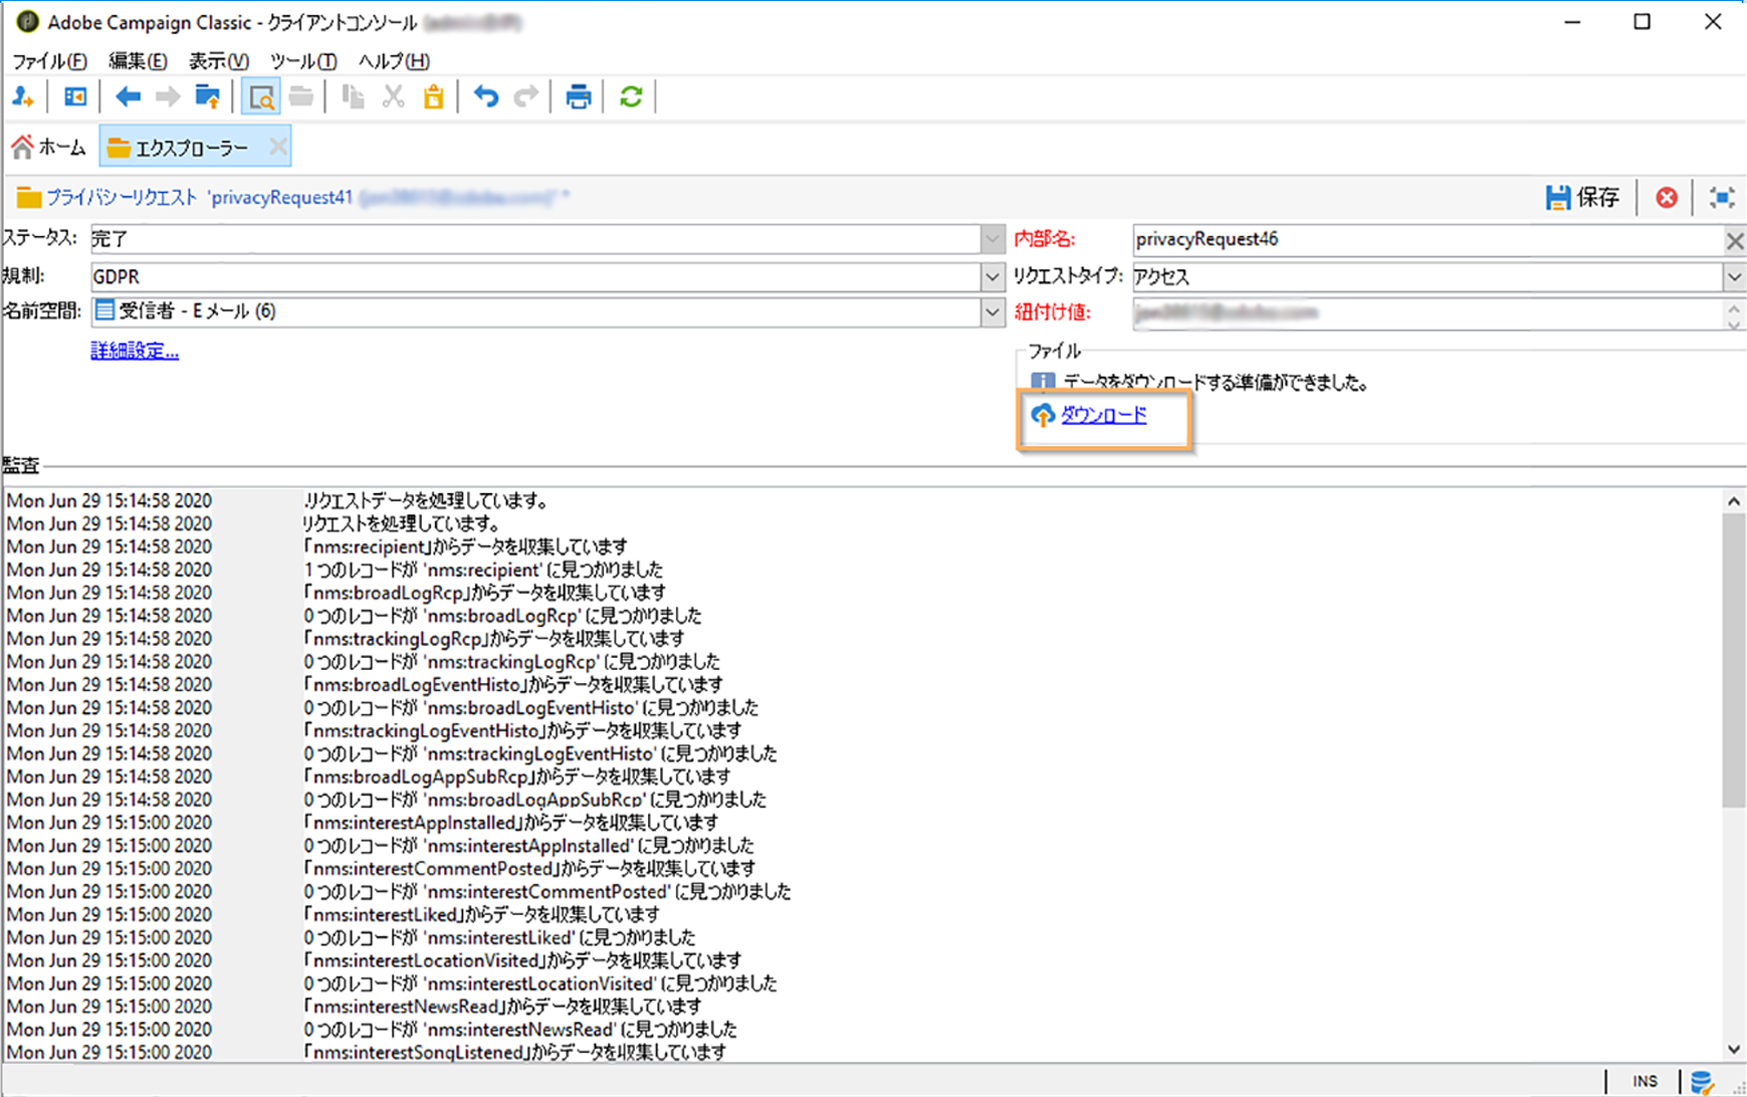 Adobe Campaign Classic - クライアントコンソール
ファイル(F) 編集(E) 表示(V) ツール(T) ヘルプ(H)
ホーム エクスプローラー
プライバシーリクエスト 'privacyRequest41 保存
ステータス: 完了 内部名: privacyRequest46
規制: GDPR リクエストタイプ: アクセス
名前空間: 受信者 - Eメール (6) 紐付け値:
詳細設定...
ファイル
データをダウンロードする準備ができました。
ダウンロード
監査
Mon Jun 29 15:14:58 2020 .リクエストデータを処理しています。
Mon Jun 29 15:14:58 2020 リクエストを処理しています。
Mon Jun 29 15:14:58 2020 「nms:recipient」からデータを収集しています
Mon Jun 29 15:14:58 2020 1 つのレコードが 'nms:recipient' に見つかりました
Mon Jun 29 15:14:58 2020 「nms:broadLogRcp」からデータを収集しています
Mon Jun 29 15:14:58 2020 0 つのレコードが 'nms:broadLogRcp' に見つかりました
Mon Jun 29 15:14:58 2020 「nms:trackingLogRcp」からデータを収集しています
Mon Jun 29 15:14:58 2020 0 つのレコードが 'nms:trackingLogRcp' に見つかりました
Mon Jun 29 15:14:58 2020 「nms:broadLogEventHisto」からデータを収集しています
Mon Jun 29 15:14:58 2020 0 つのレコードが 'nms:broadLogEventHisto' に見つかりました
Mon Jun 29 15:14:58 2020 「nms:trackingLogEventHisto」からデータを収集しています
Mon Jun 29 15:14:58 2020 0 つのレコードが 'nms:trackingLogEventHisto' に見つかりました
Mon Jun 29 15:14:58 2020 「nms:broadLogAppSubRcp」からデータを収集しています
Mon Jun 29 15:14:58 2020 0 つのレコードが 'nms:broadLogAppSubRcp' に見つかりました
Mon Jun 29 15:15:00 2020 「nms:interestAppInstalled」からデータを収集しています
Mon Jun 29 15:15:00 2020 0 つのレコードが 'nms:interestAppInstalled' に見つかりました
Mon Jun 29 15:15:00 2020 「nms:interestCommentPosted」からデータを収集しています
Mon Jun 29 15:15:00 2020 0 つのレコードが 'nms:interestCommentPosted' に見つかりました
Mon Jun 29 15:15:00 2020 「nms:interestLiked」からデータを収集しています
Mon Jun 29 15:15:00 2020 0 つのレコードが 'nms:interestLiked' に見つかりました
Mon Jun 29 15:15:00 2020 「nms:interestLocationVisited」からデータを収集しています
Mon Jun 29 15:15:00 2020 0 つのレコードが 'nms:interestLocationVisited' に見つかりました
Mon Jun 29 15:15:00 2020 「nms:interestNewsRead」からデータを収集しています
Mon Jun 29 15:15:00 2020 0 つのレコードが 'nms:interestNewsRead' に見つかりました
Mon Jun 29 15:15:00 2020 「nms:interestSongListened」からデータを収集しています
INS